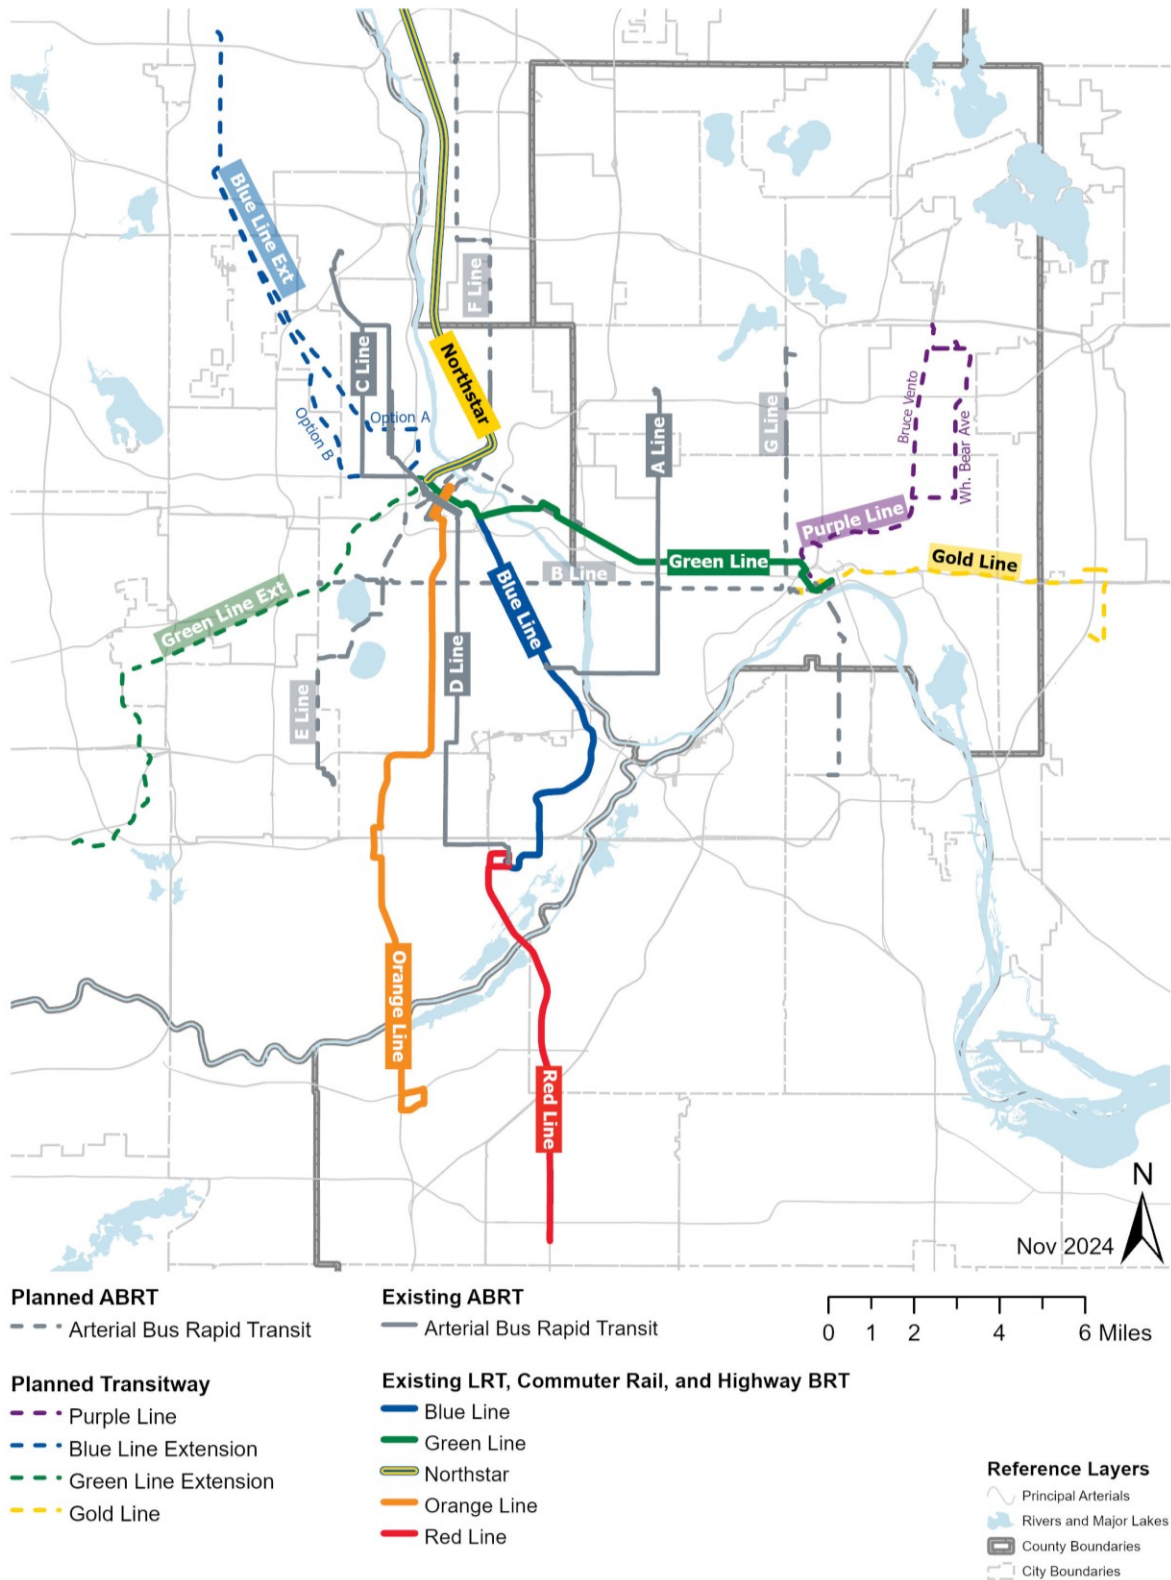 Blue Line Ext
F Line
C Line
Northstar
Option A
Option B
A Line
G Line
Bruce Vento
Wh. Bear Ave
Purple Line
Gold Line
Green Line
B Line
Blue Line
Green Line Ext
D Line
E Line
Orange Line
Red Line
N
Nov 2024
Planned ABRT
Arterial Bus Rapid Transit
Existing ABRT
Arterial Bus Rapid Transit
0 1 2 4 6 Miles
Planned Transitway
Purple Line
Blue Line Extension
Green Line Extension
Gold Line
Existing LRT, Commuter Rail, and Highway BRT
Blue Line
Green Line
Northstar
Orange Line
Red Line
Reference Layers
Principal Arterials
Rivers and Major Lakes
County Boundaries
City Boundaries